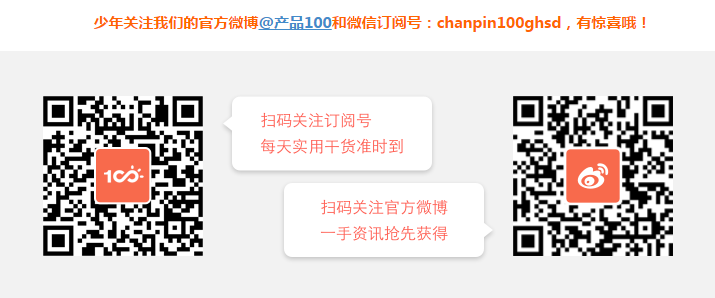 少年关注我们的官方微博@产品100和微信订阅号：chanpin100ghsd，有惊喜哦！
扫码关注订阅号
每天实用干货准时到
100
扫码关注官方微博
一手资讯抢先获得